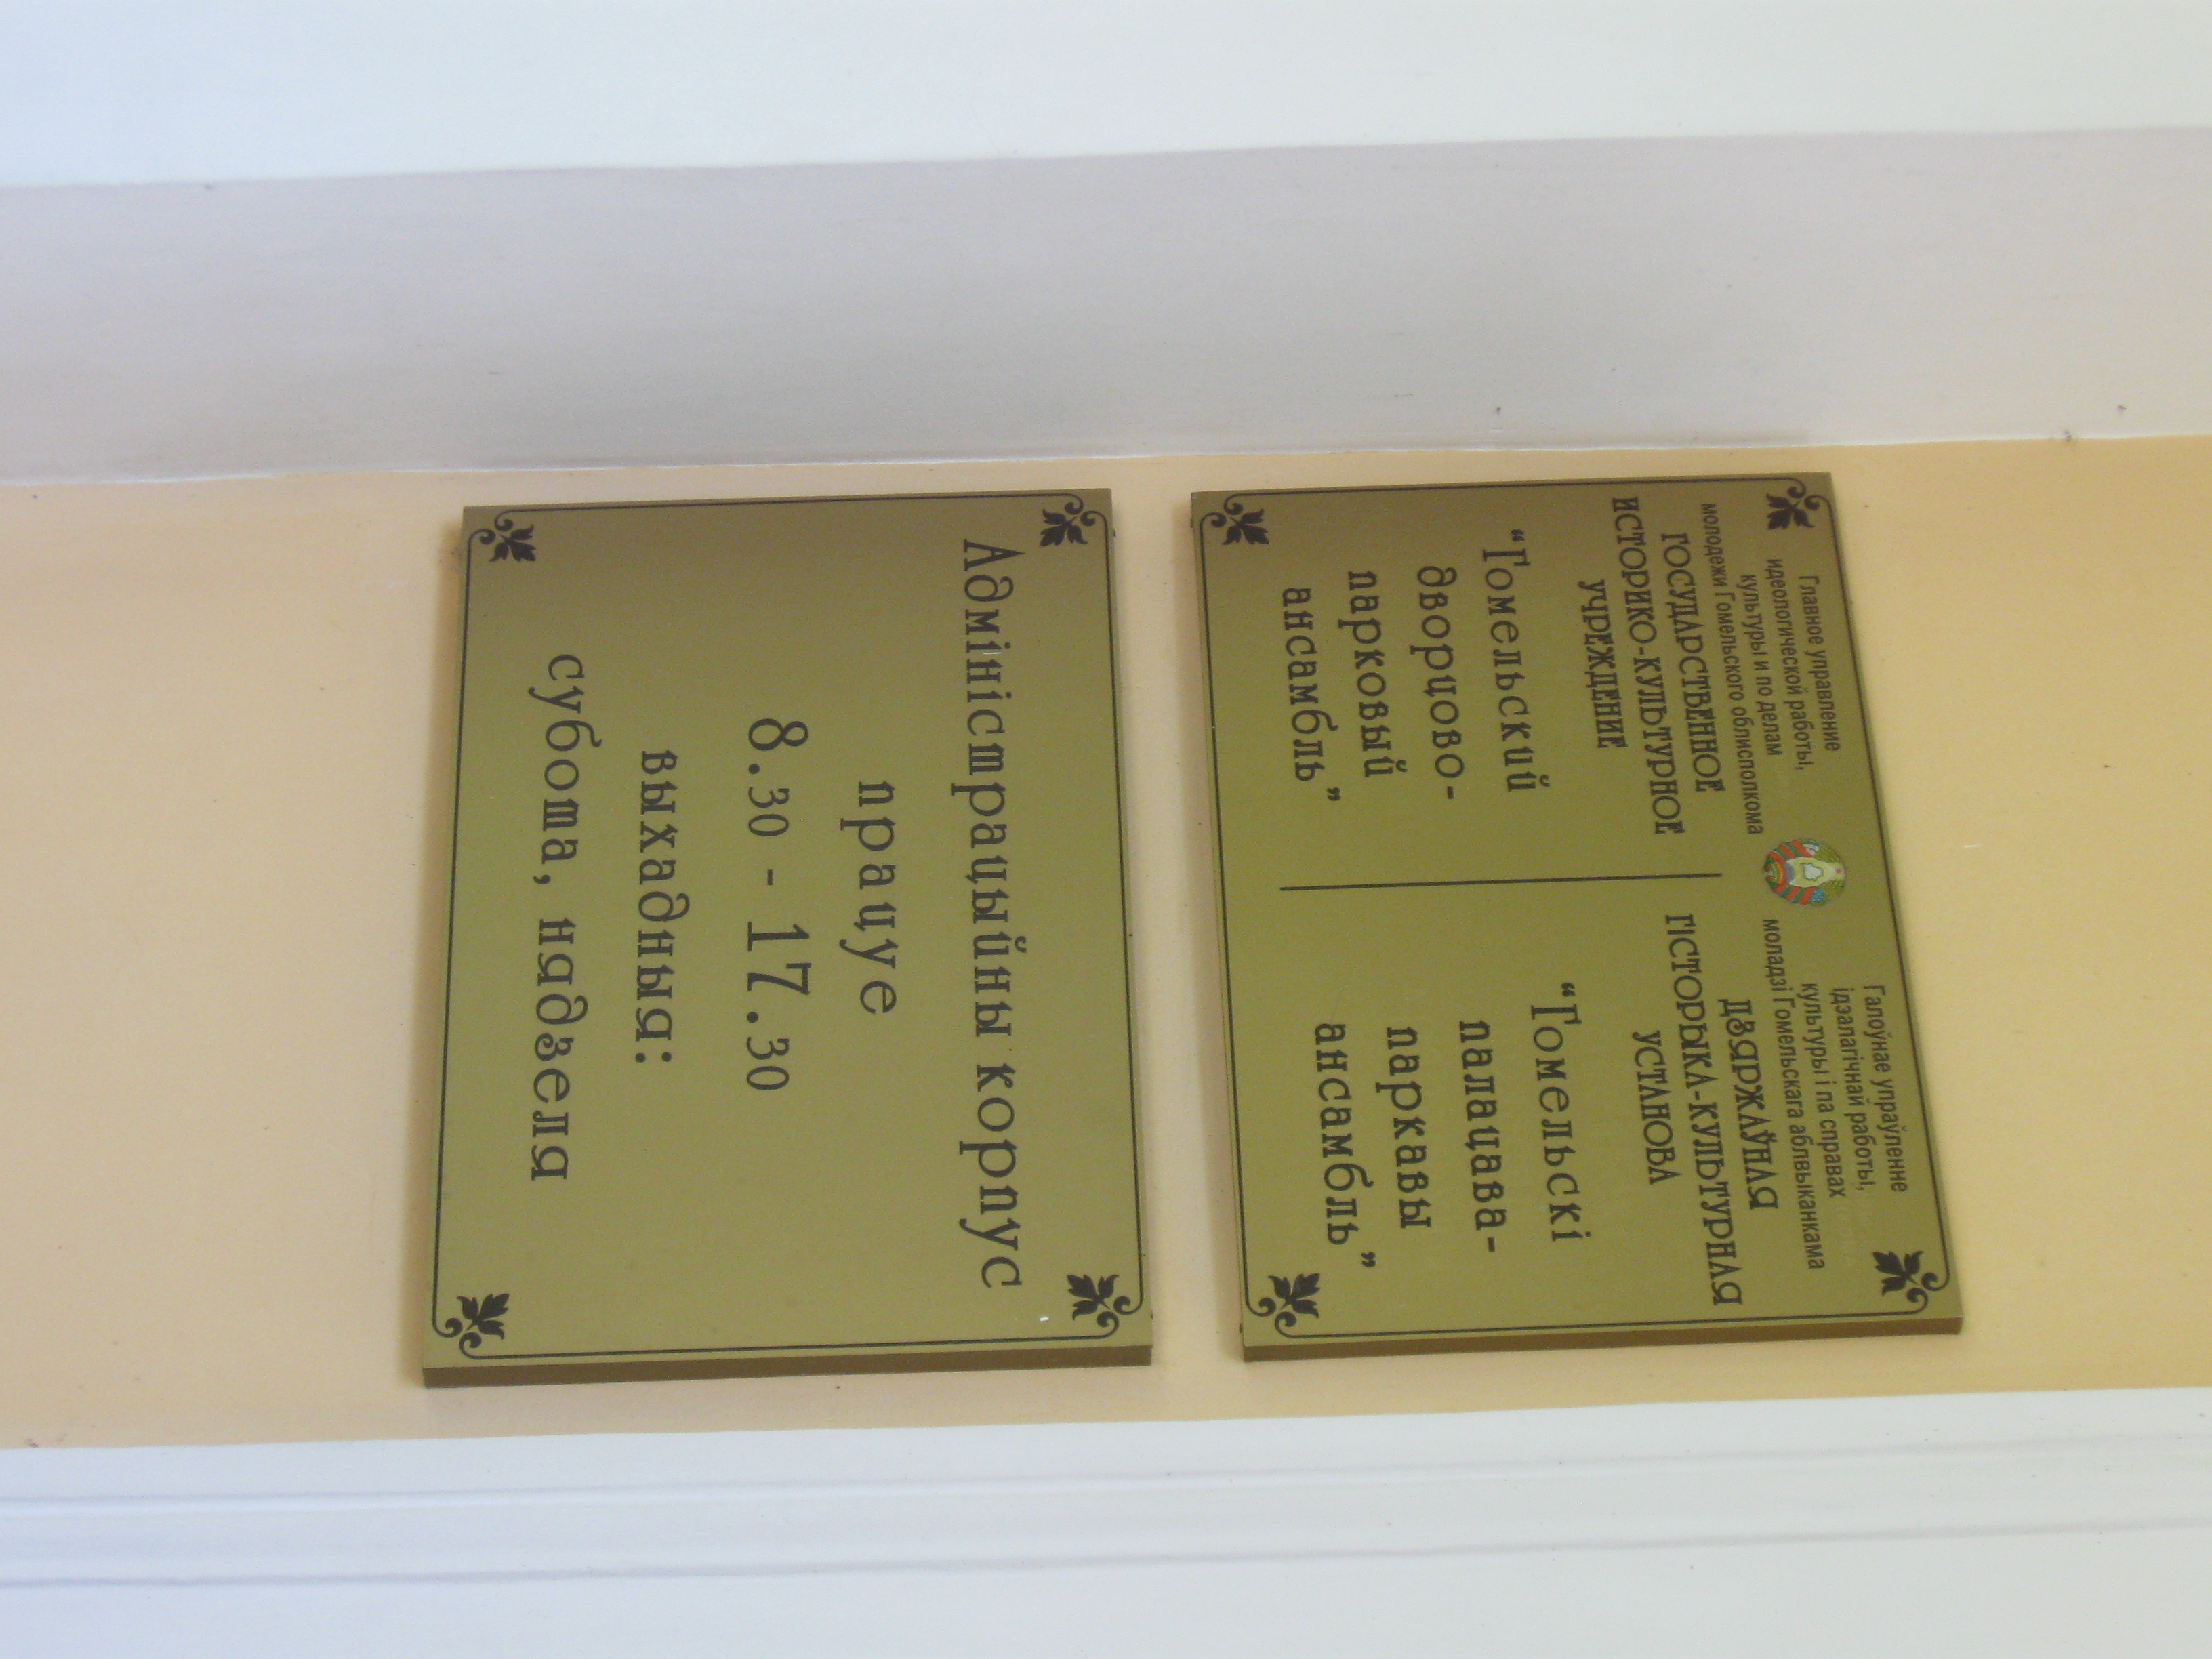 Главное управление
идеологической работы,
культуры и по делам
молодежи Гомельского облисполкома
ГОСУДАРСТВЕННОЕ
ИСТОРИКО-КУЛЬТУРНОЕ
УЧРЕЖДЕНИЕ
“Гомельский
дворцово-
парковый
ансамбль”
Галоўнае упраўленне
ідэалагічнай работы,
культуры і па справах
моладзі Гомельскага аблвыканкама
ДЗЯРЖАЎНАЯ
ГІСТОРЫКА-КУЛЬТУРНАЯ
УСТАНОВА
“Гомельскі
палацава-
паркавы
ансамбль”
Адміністрацыйны корпус
працуе
8.30 - 17.30
выхадныя:
субота, нядзеля